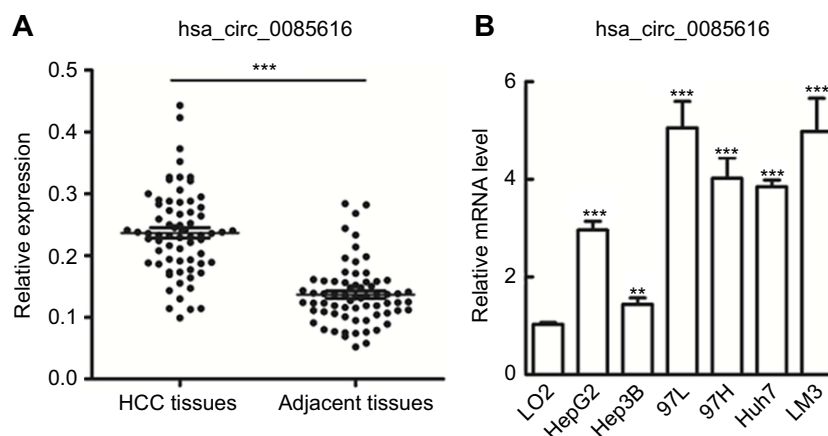 A
hsa_circ_0085616
Relative expression
0.5
0.4
0.3
0.2
0.1
0.0
***
HCC tissues
Adjacent tissues
B
hsa_circ_0085616
Relative mRNA level
6
4
2
0
***
**
***
***
***
***
LO2
HepG2
Hep3B
97L
97H
Huh7
LM3